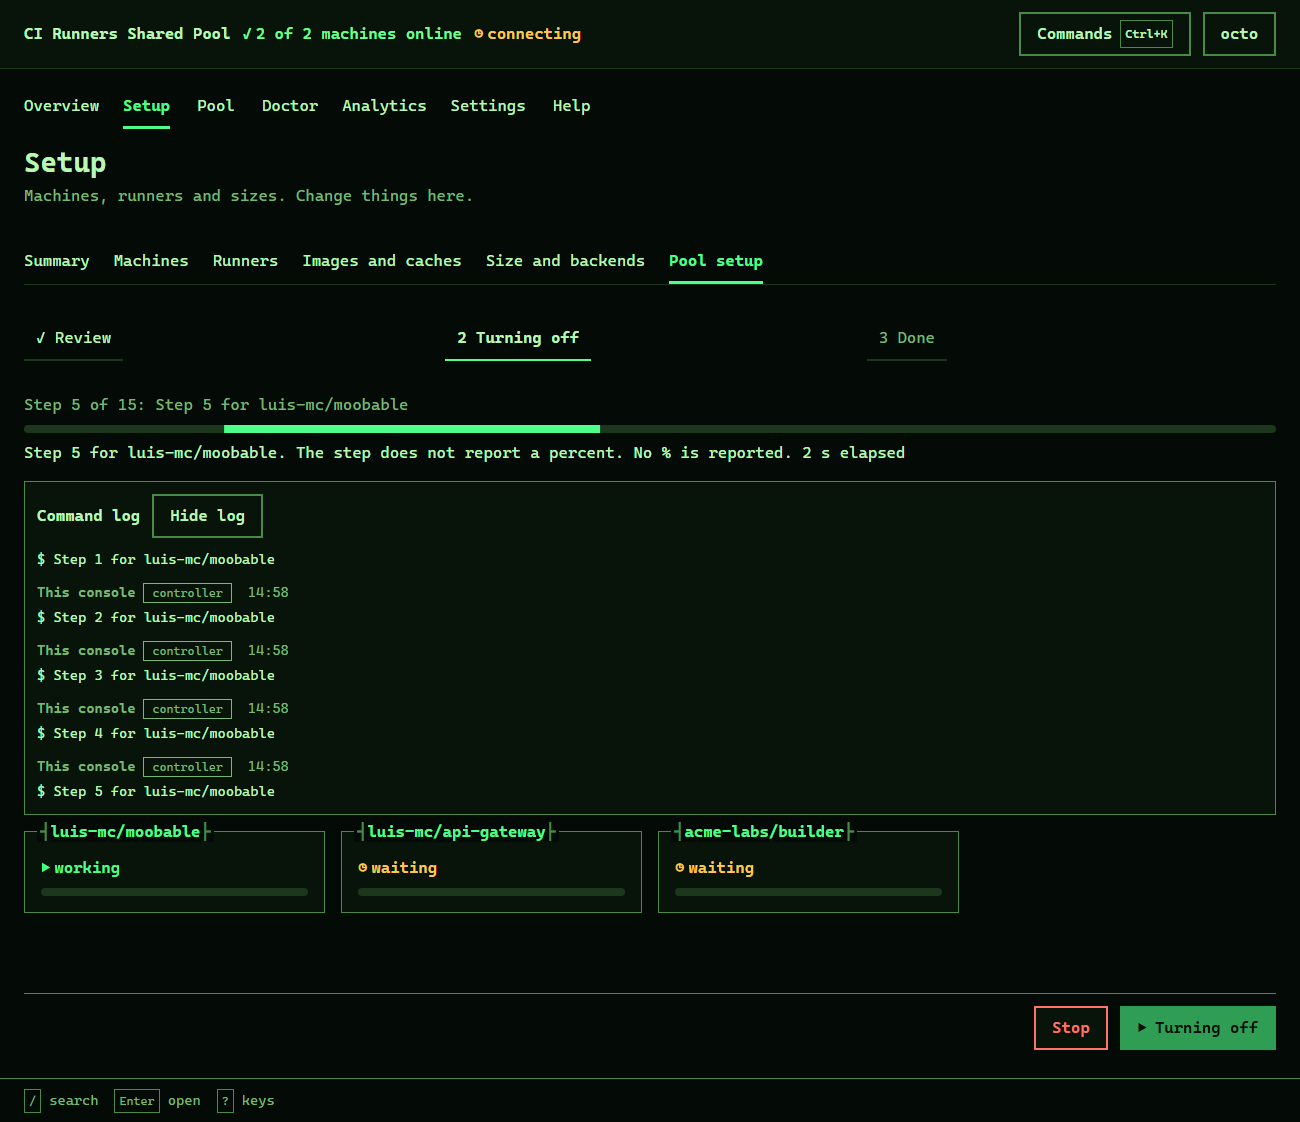 CI Runners Shared Pool ✓ 2 of 2 machines online connecting Commands Ctrl+K octo
Overview Setup Pool Doctor Analytics Settings Help
Setup
Machines, runners and sizes. Change things here.
Summary Machines Runners Images and caches Size and backends Pool setup
✓ Review 2 Turning off 3 Done
Step 5 of 15: Step 5 for luis-mc/moobable
Step 5 for luis-mc/moobable. The step does not report a percent. No % is reported. 2 s elapsed
Command log Hide log
$ Step 1 for luis-mc/moobable
This console controller 14:58
$ Step 2 for luis-mc/moobable
This console controller 14:58
$ Step 3 for luis-mc/moobable
This console controller 14:58
$ Step 4 for luis-mc/moobable
This console controller 14:58
$ Step 5 for luis-mc/moobable
luis-mc/moobable luis-mc/api-gateway acme-labs/builder
working waiting waiting
Stop Turning off
/ search Enter open ? keys